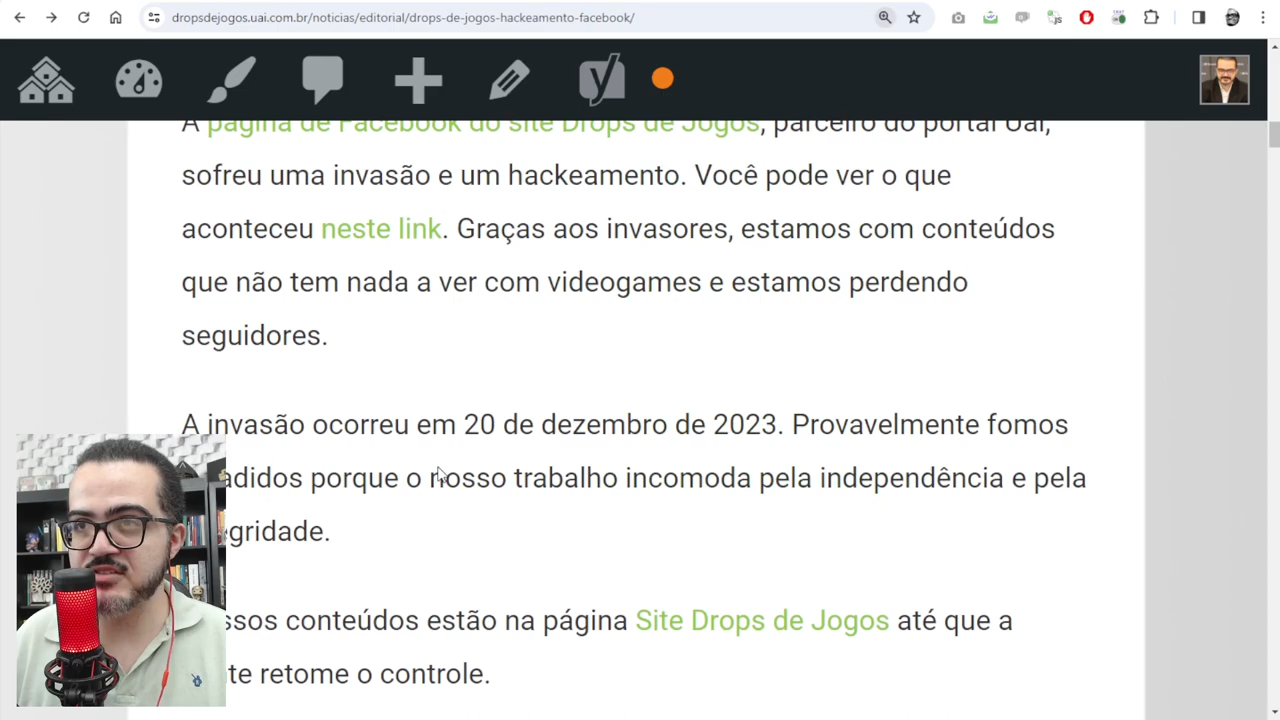 dropsdejogos.uai.com.br/noticias/editorial/drops-de-jogos-hackeamento-facebook/
A página de Facebook do site Drops de Jogos, parceiro do portal Uai,
sofreu uma invasão e um hackeamento. Você pode ver o que
aconteceu neste link. Graças aos invasores, estamos com conteúdos
que não tem nada a ver com videogames e estamos perdendo
seguidores.
A invasão ocorreu em 20 de dezembro de 2023. Provavelmente fomos
adidos porque o nosso trabalho incomoda pela independência e pela
egridade.
ssos conteúdos estão na página Site Drops de Jogos até que a
te retome o controle.